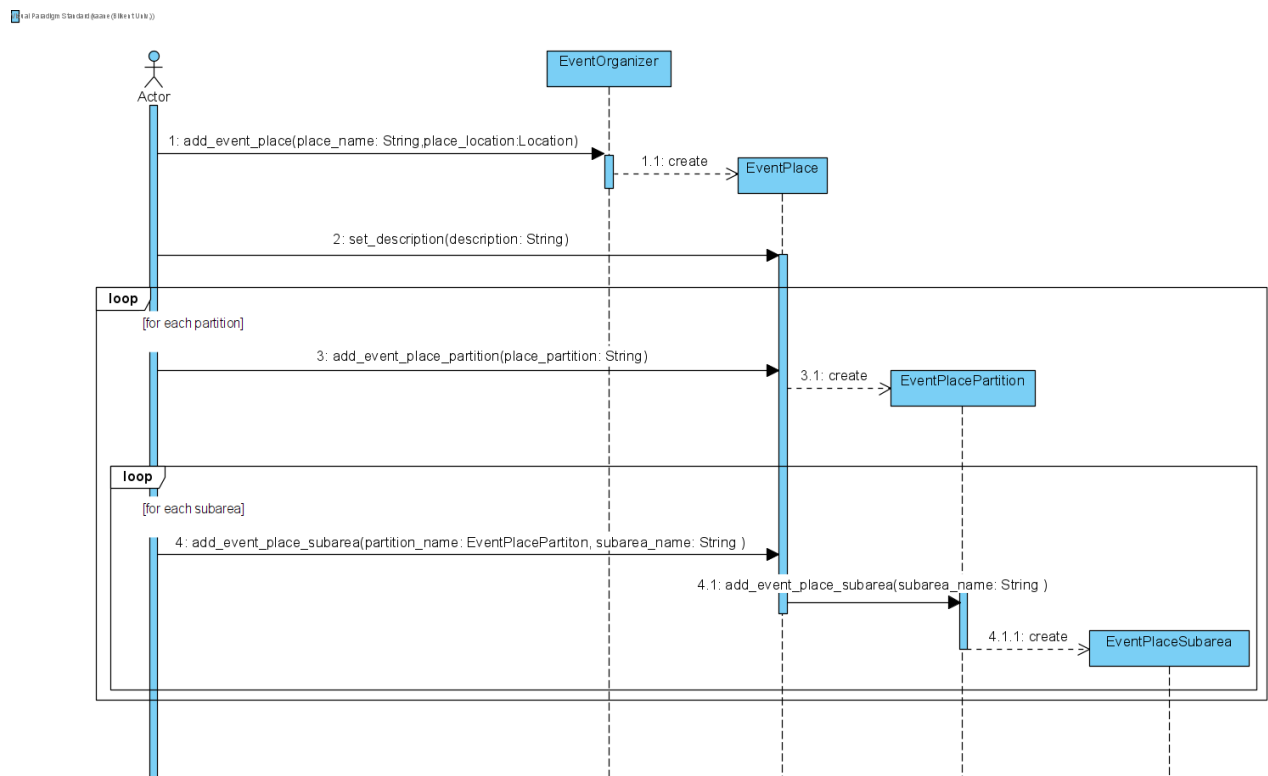 Paradigm Standard
EventOrganizer
Actor
1: add_event_place(place_name: String,place_location:Location)
1.1: create
EventPlace
2: set_description(description: String)
loop
[for each partition]
3: add_event_place_partition(place_partition: String)
3.1: create
EventPlacePartition
loop
[for each subarea]
4: add_event_place_subarea(partition_name: EventPlacePartiton, subarea_name: String )
4.1: add_event_place_subarea(subarea_name: String )
4.1.1: create
EventPlaceSubarea